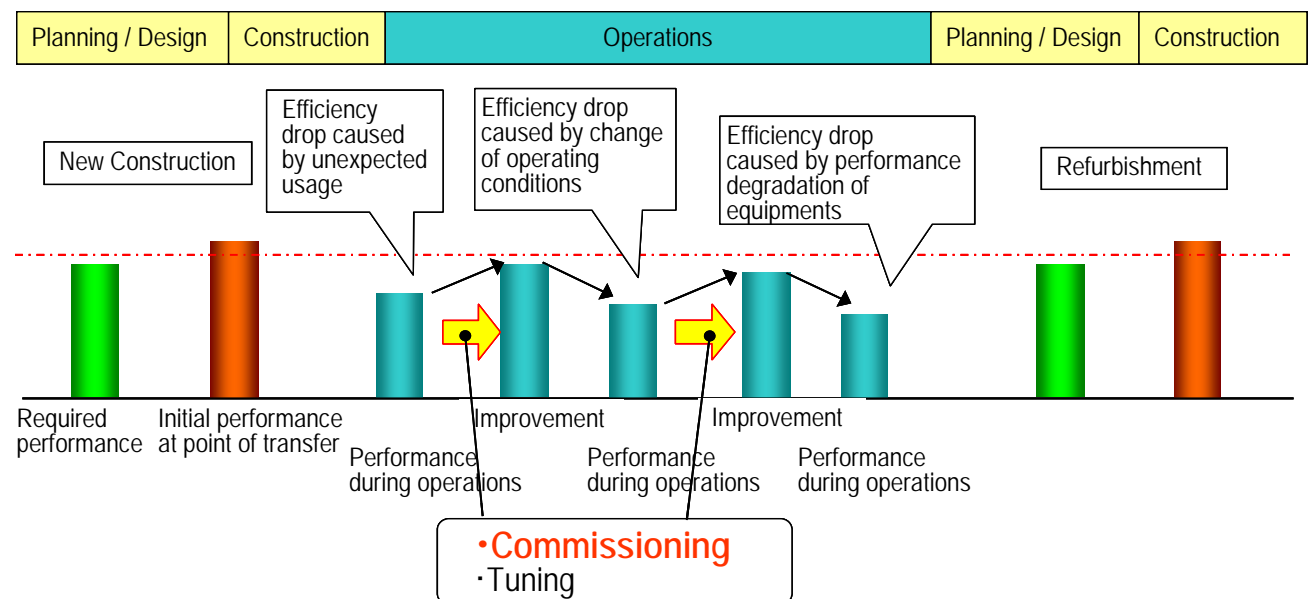 Planning / Design
Construction
Operations
Planning / Design
Construction
New Construction
Efficiency
drop caused
by unexpected
usage
Efficiency drop
caused by change
of operating
conditions
Efficiency drop
caused by performance
degradation of
equipments
Refurbishment
Required
performance
Initial performance
at point of transfer
Performance
during operations
Improvement
Performance
during operations
Improvement
Performance
during operations
・Commissioning
・Tuning